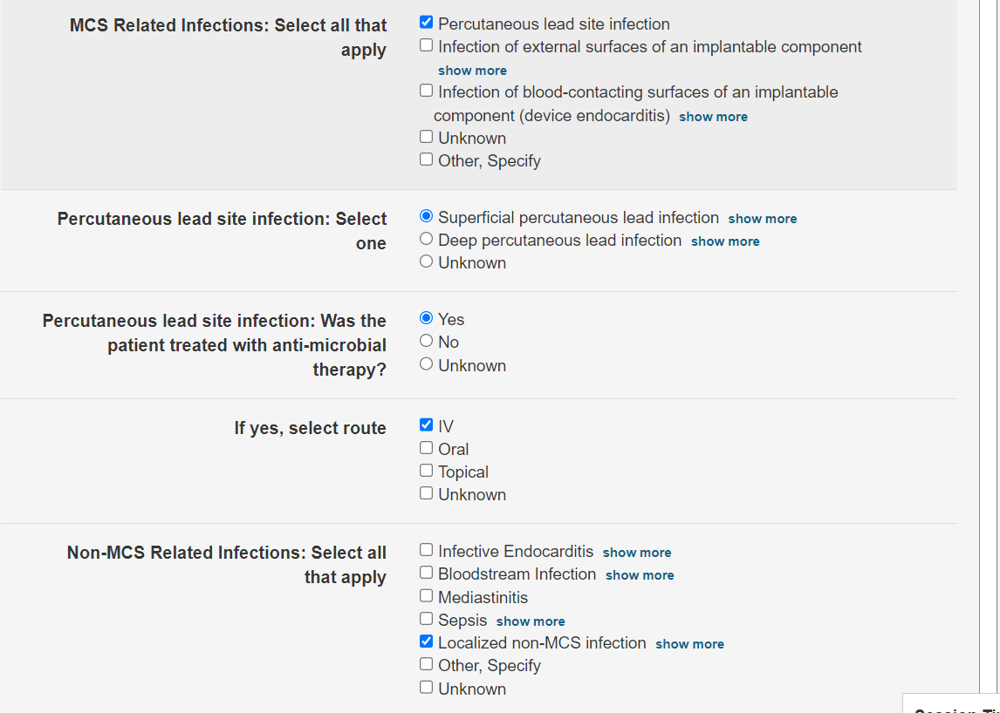 MCS Related Infections: Select all that
apply
Percutaneous lead site infection
Infection of external surfaces of an implantable component
show more
Infection of blood-contacting surfaces of an implantable
component (device endocarditis) show more
Unknown
Other, Specify
Percutaneous lead site infection: Select
one
Superficial percutaneous lead infection show more
Deep percutaneous lead infection show more
Unknown
Percutaneous lead site infection: Was the
patient treated with anti-microbial
therapy?
Yes
No
Unknown
If yes, select route
IV
Oral
Topical
Unknown
Non-MCS Related Infections: Select all
that apply
Infective Endocarditis show more
Bloodstream Infection show more
Mediastinitis
Sepsis show more
Localized non-MCS infection show more
Other, Specify
Unknown